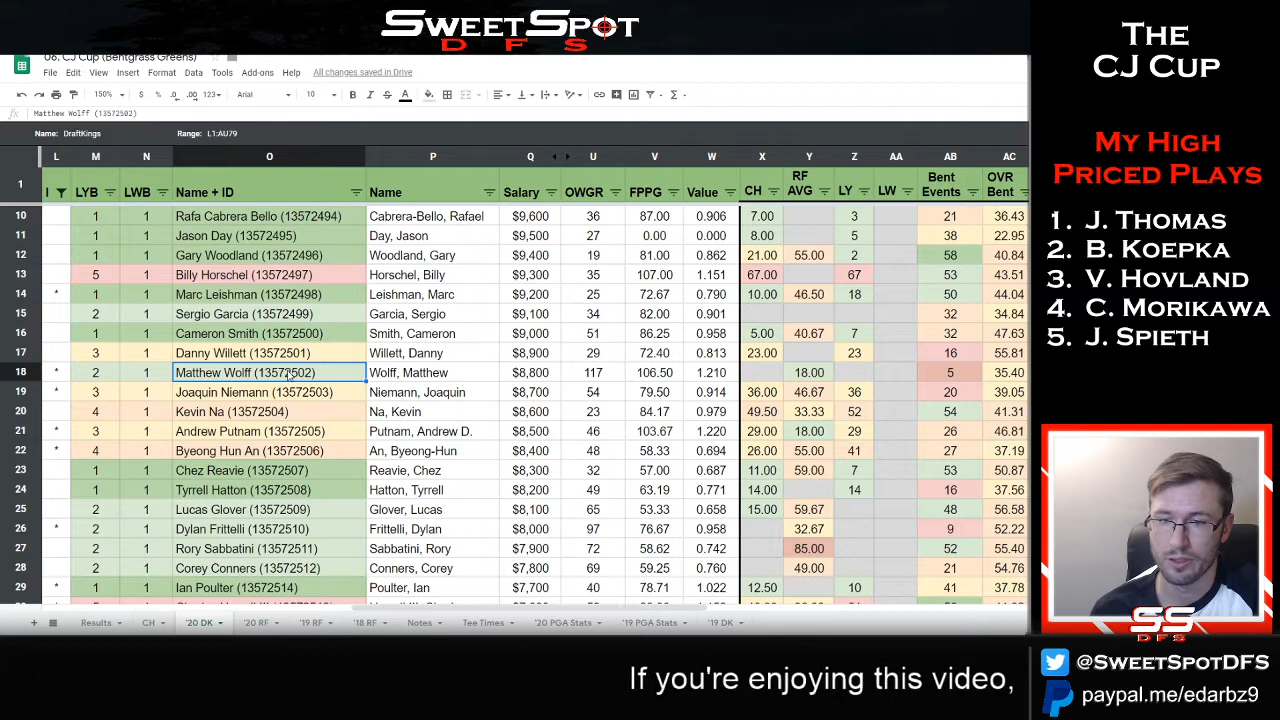 SweetSpot
DFS
The
CJ Cup
My High
Priced Plays
1. J. Thomas
2. B. Koepka
3. V. Hovland
4. C. Morikawa
5. J. Spieth
06. CJ Cup (Bentgrass Greens)
File Edit View Insert Format Data Tools Add-ons Help All changes saved in Drive
150% $ % .0 .00 123 Arial 10
fx Matthew Wolff (13572502)
Name: DraftKings Range: L1:AU79
L M N O P Q U V W X Y Z AA AB AC
1 I LYB LWB Name + ID Name Salary OWGR FPPG Value CH RF AVG LY LW Bent Events OVR Bent
10 1 1 Rafa Cabrera Bello (13572494) Cabrera-Bello, Rafael $9,600 36 87.00 0.906 7.00 3 21 36.43
11 1 1 Jason Day (13572495) Day, Jason $9,500 27 0.00 0.000 8.00 5 38 22.95
12 1 1 Gary Woodland (13572496) Woodland, Gary $9,400 19 81.00 0.862 21.00 55.00 2 58 40.84
13 5 1 Billy Horschel (13572497) Horschel, Billy $9,300 35 107.00 1.151 67.00 67 53 43.51
14 * 1 1 Marc Leishman (13572498) Leishman, Marc $9,200 25 72.67 0.790 10.00 46.50 18 50 44.04
15 2 1 Sergio Garcia (13572499) Garcia, Sergio $9,100 34 82.00 0.901 32 34.84
16 1 1 Cameron Smith (13572500) Smith, Cameron $9,000 51 86.25 0.958 5.00 40.67 7 32 47.63
17 3 1 Danny Willett (13572501) Willett, Danny $8,900 29 72.40 0.813 23.00 23 16 55.81
18 * 2 1 Matthew Wolff (13572502) Wolff, Matthew $8,800 117 106.50 1.210 18.00 5 35.40
19 * 3 1 Joaquin Niemann (13572503) Niemann, Joaquin $8,700 54 79.50 0.914 36.00 46.67 36 20 39.05
20 4 1 Kevin Na (13572504) Na, Kevin $8,600 23 84.17 0.979 49.50 33.33 52 54 41.31
21 * 3 1 Andrew Putnam (13572505) Putnam, Andrew D. $8,500 46 103.67 1.220 29.00 18.00 29 26 46.81
22 * 4 1 Byeong Hun An (13572506) An, Byeong-Hun $8,400 48 58.33 0.694 26.00 55.00 41 27 37.19
23 1 1 Chez Reavie (13572507) Reavie, Chez $8,300 32 57.00 0.687 11.00 59.00 7 53 50.87
24 1 1 Tyrrell Hatton (13572508) Hatton, Tyrrell $8,200 49 63.19 0.771 14.00 14 16 37.56
25 2 1 Lucas Glover (13572509) Glover, Lucas $8,100 65 53.33 0.658 15.00 59.67 48 56.58
26 * 2 1 Dylan Frittelli (13572510) Frittelli, Dylan $8,000 97 76.67 0.958 32.67 9 52.22
27 2 1 Rory Sabbatini (13572511) Sabbatini, Rory $7,900 72 58.62 0.742 85.00 52 55.40
28 2 1 Corey Conners (13572512) Conners, Corey $7,800 69 59.25 0.760 49.00 21 54.76
29 * 1 1 Ian Poulter (13572514) Poulter, Ian $7,700 40 78.71 1.022 12.50 10 41 37.78
Results CH '20 DK '20 RF '19 RF '18 RF Notes Tee Times '20 PGA Stats '19 PGA Stats '19 DK
SS
DFS
@SweetSpotDFS
paypal.me/edarbz9
If you're enjoying this video,